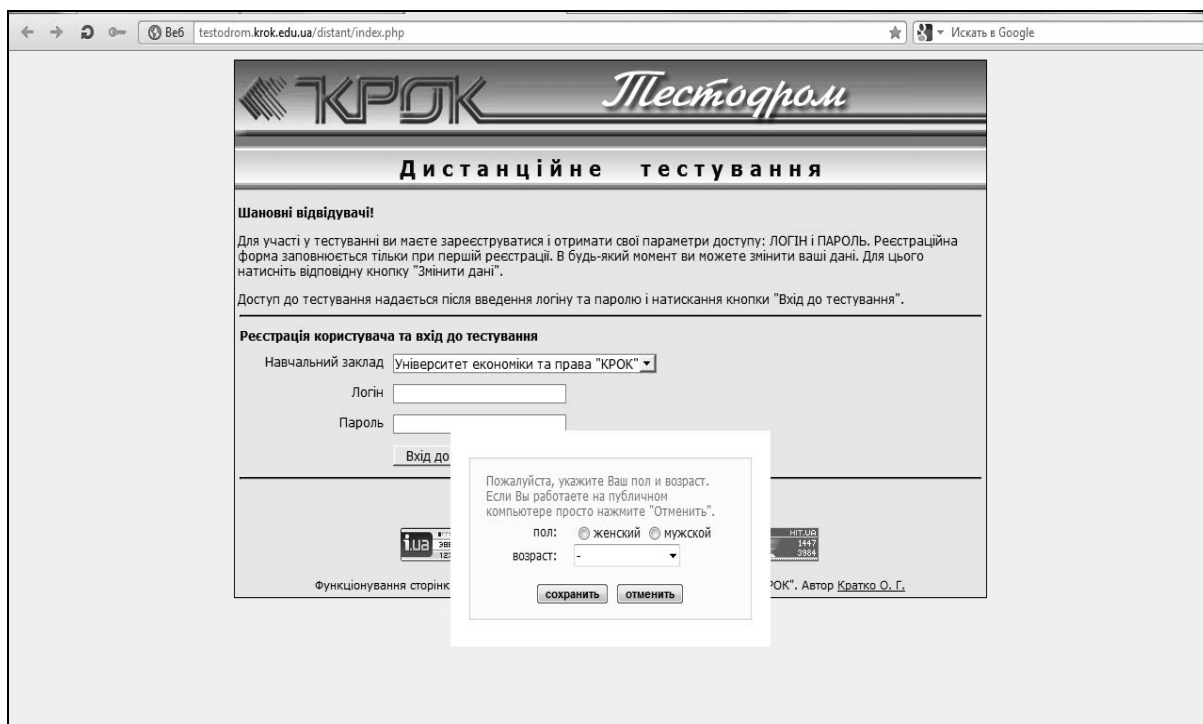 Веб testodrom.krok.edu.ua/distant/index.php Искать в Google
КРОК Тестодром
Дистанційне тестування
Шановні відвідувачі!
Для участі у тестуванні ви маєте зареєструватися і отримати свої параметри доступу: ЛОГІН і ПАРОЛЬ. Реєстраційна
форма заповнюється тільки при першій реєстрації. В будь-який момент ви можете змінити ваші дані. Для цього
натисніть відповідну кнопку "Змінити дані".
Доступ до тестування надається після введення логіну та паролю і натискання кнопки "Вхід до тестування".
Реєстрація користувача та вхід до тестування
Навчальний заклад Університет економіки та права "КРОК"
Логін
Пароль
Вхід до
Пожалуйста, укажите Ваш пол и возраст.
Если Вы работаете на публичном
компьютере просто нажмите "Отменить".
пол: женский мужской
возраст: -
сохранить отменить
i.ua
HIT.UA
1447
3984
Функціонування сторінк РОК". Автор Кратко О. Г.